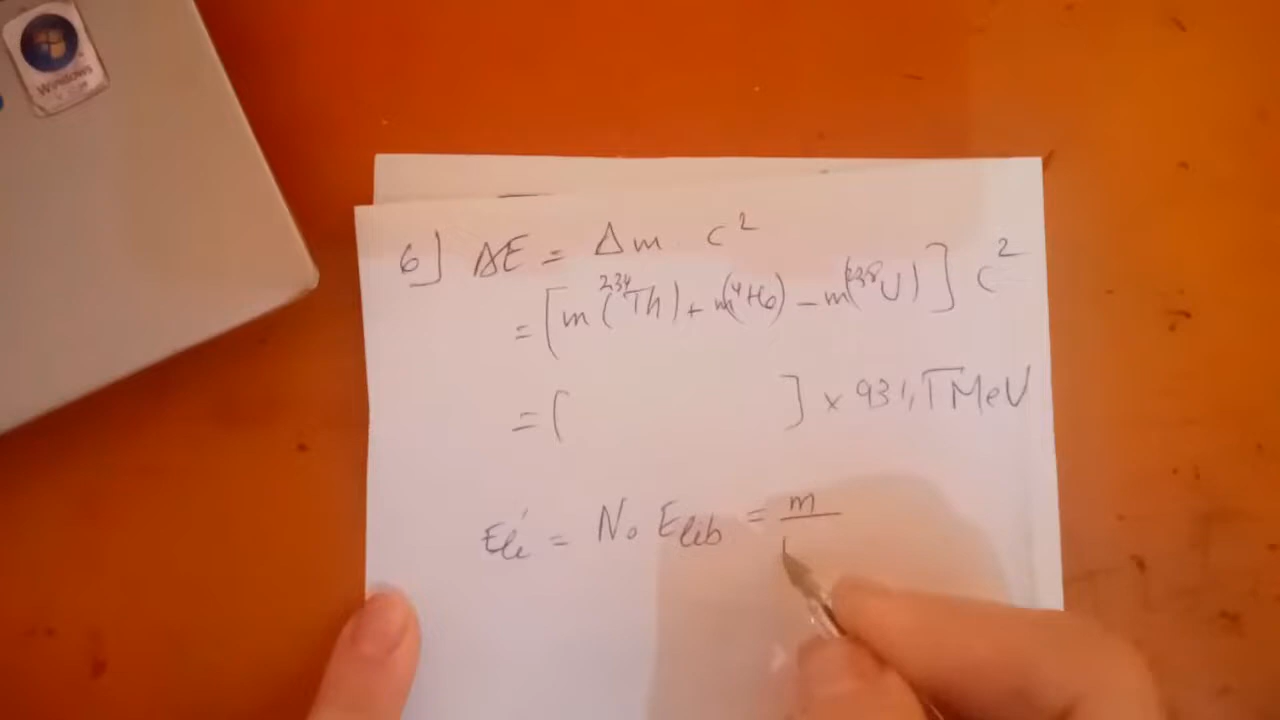 Windows
6] ΔE = Δm c²
= [m(²³⁴Th) + m(⁴He) – m(²³⁸U)] c²
= [ ] × 931,5 MeV
Eli' = N₀ Elib = m